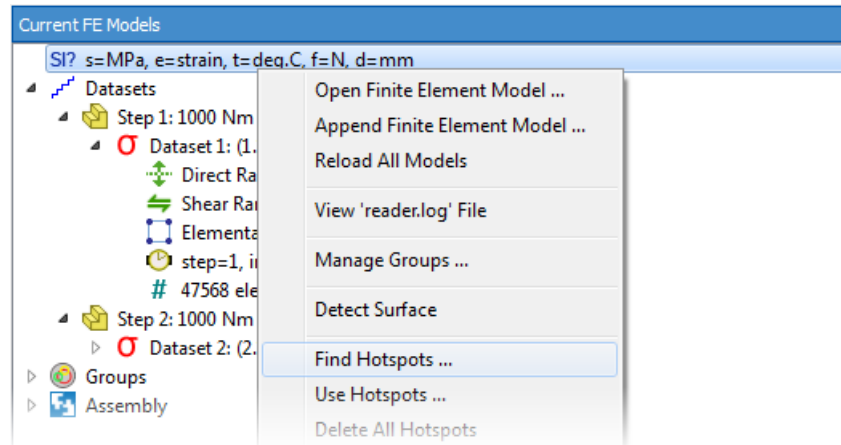 Current FE Models
SI? s=MPa, e=strain, t=deg.C, f=N, d=mm
Datasets
Step 1: 1000 Nm
Dataset 1: (1.
Direct Ra
Shear Ra
Elementa
step=1, i
# 47568 ele
Step 2: 1000 Nm
Dataset 2: (2.
Groups
Assembly
Open Finite Element Model ...
Append Finite Element Model ...
Reload All Models
View 'reader.log' File
Manage Groups ...
Detect Surface
Find Hotspots ...
Use Hotspots ...
Delete All Hotspots